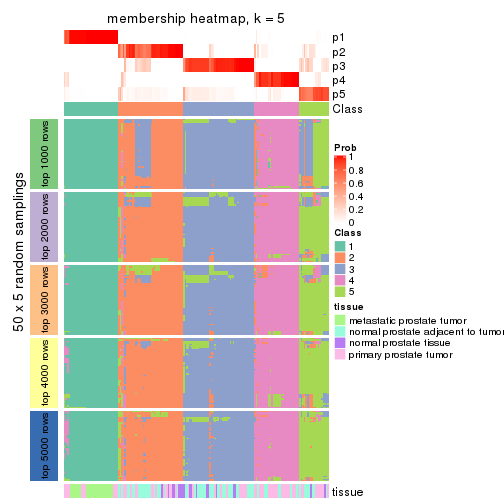 membership heatmap, k = 5
p1
p2
p3
p4
p5
Class
50 x 5 random samplings
top 1000 rows
top 2000 rows
top 3000 rows
top 4000 rows
top 5000 rows
tissue
Prob
1
0.8
0.6
0.4
0.2
0
Class
1
2
3
4
5
tissue
metastatic prostate tumor
normal prostate adjacent to tumor
normal prostate tissue
primary prostate tumor